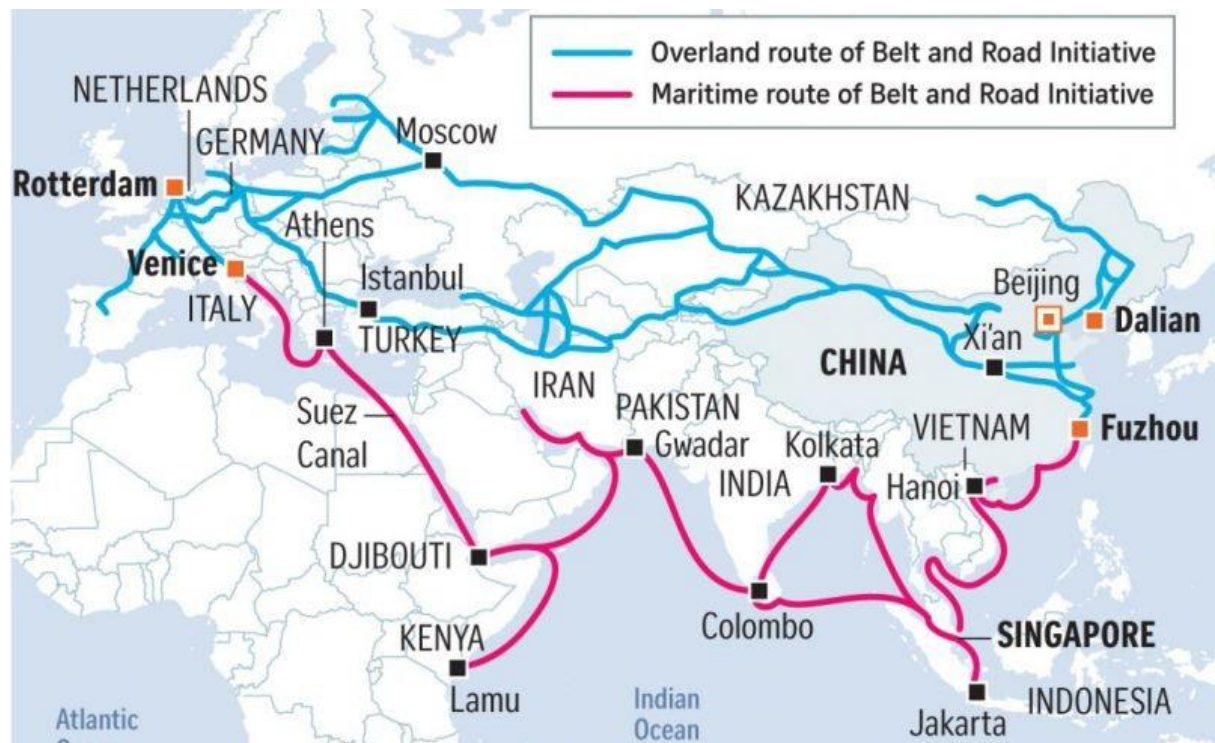 Overland route of Belt and Road Initiative
Maritime route of Belt and Road Initiative
NETHERLANDS
GERMANY
Moscow
Rotterdam
KAZAKHSTAN
Athens
Venice
Istanbul
Beijing
ITALY
TURKEY
Dalian
Xi'an
CHINA
IRAN
Suez
Canal
PAKISTAN
Gwadar
Kolkata
VIETNAM
Fuzhou
INDIA
Hanoi
DJIBOUTI
Colombo
KENYA
SINGAPORE
Lamu
Indian
Ocean
INDONESIA
Jakarta
Atlantic